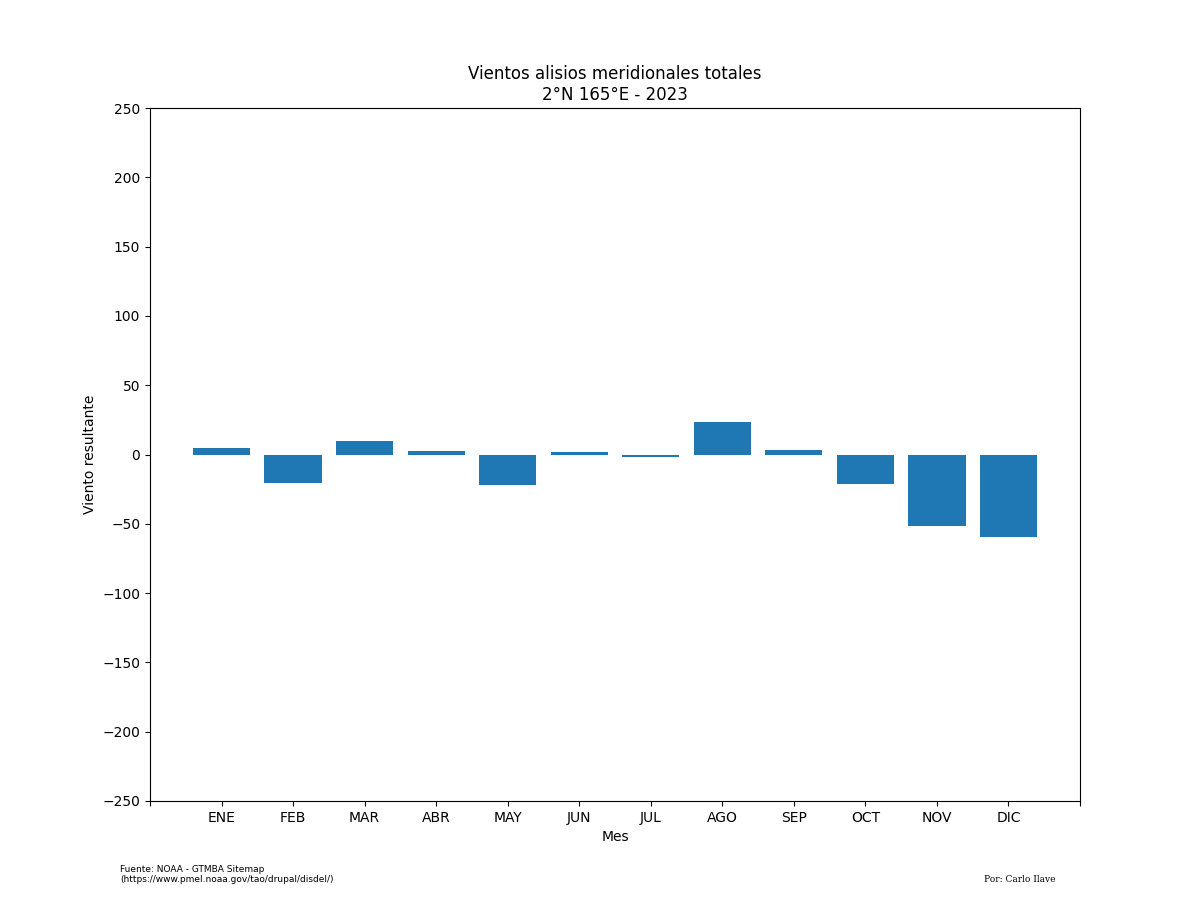 Vientos alisios meridionales totales
2°N 165°E - 2023
250
200
150
100
50
0
−50
−100
−150
−200
−250
Viento resultante
ENE FEB MAR ABR MAY JUN JUL AGO SEP OCT NOV DIC
Mes
Fuente: NOAA - GTMBA Sitemap
(https://www.pmel.noaa.gov/tao/drupal/disdel/)
Por: Carlo Ilave